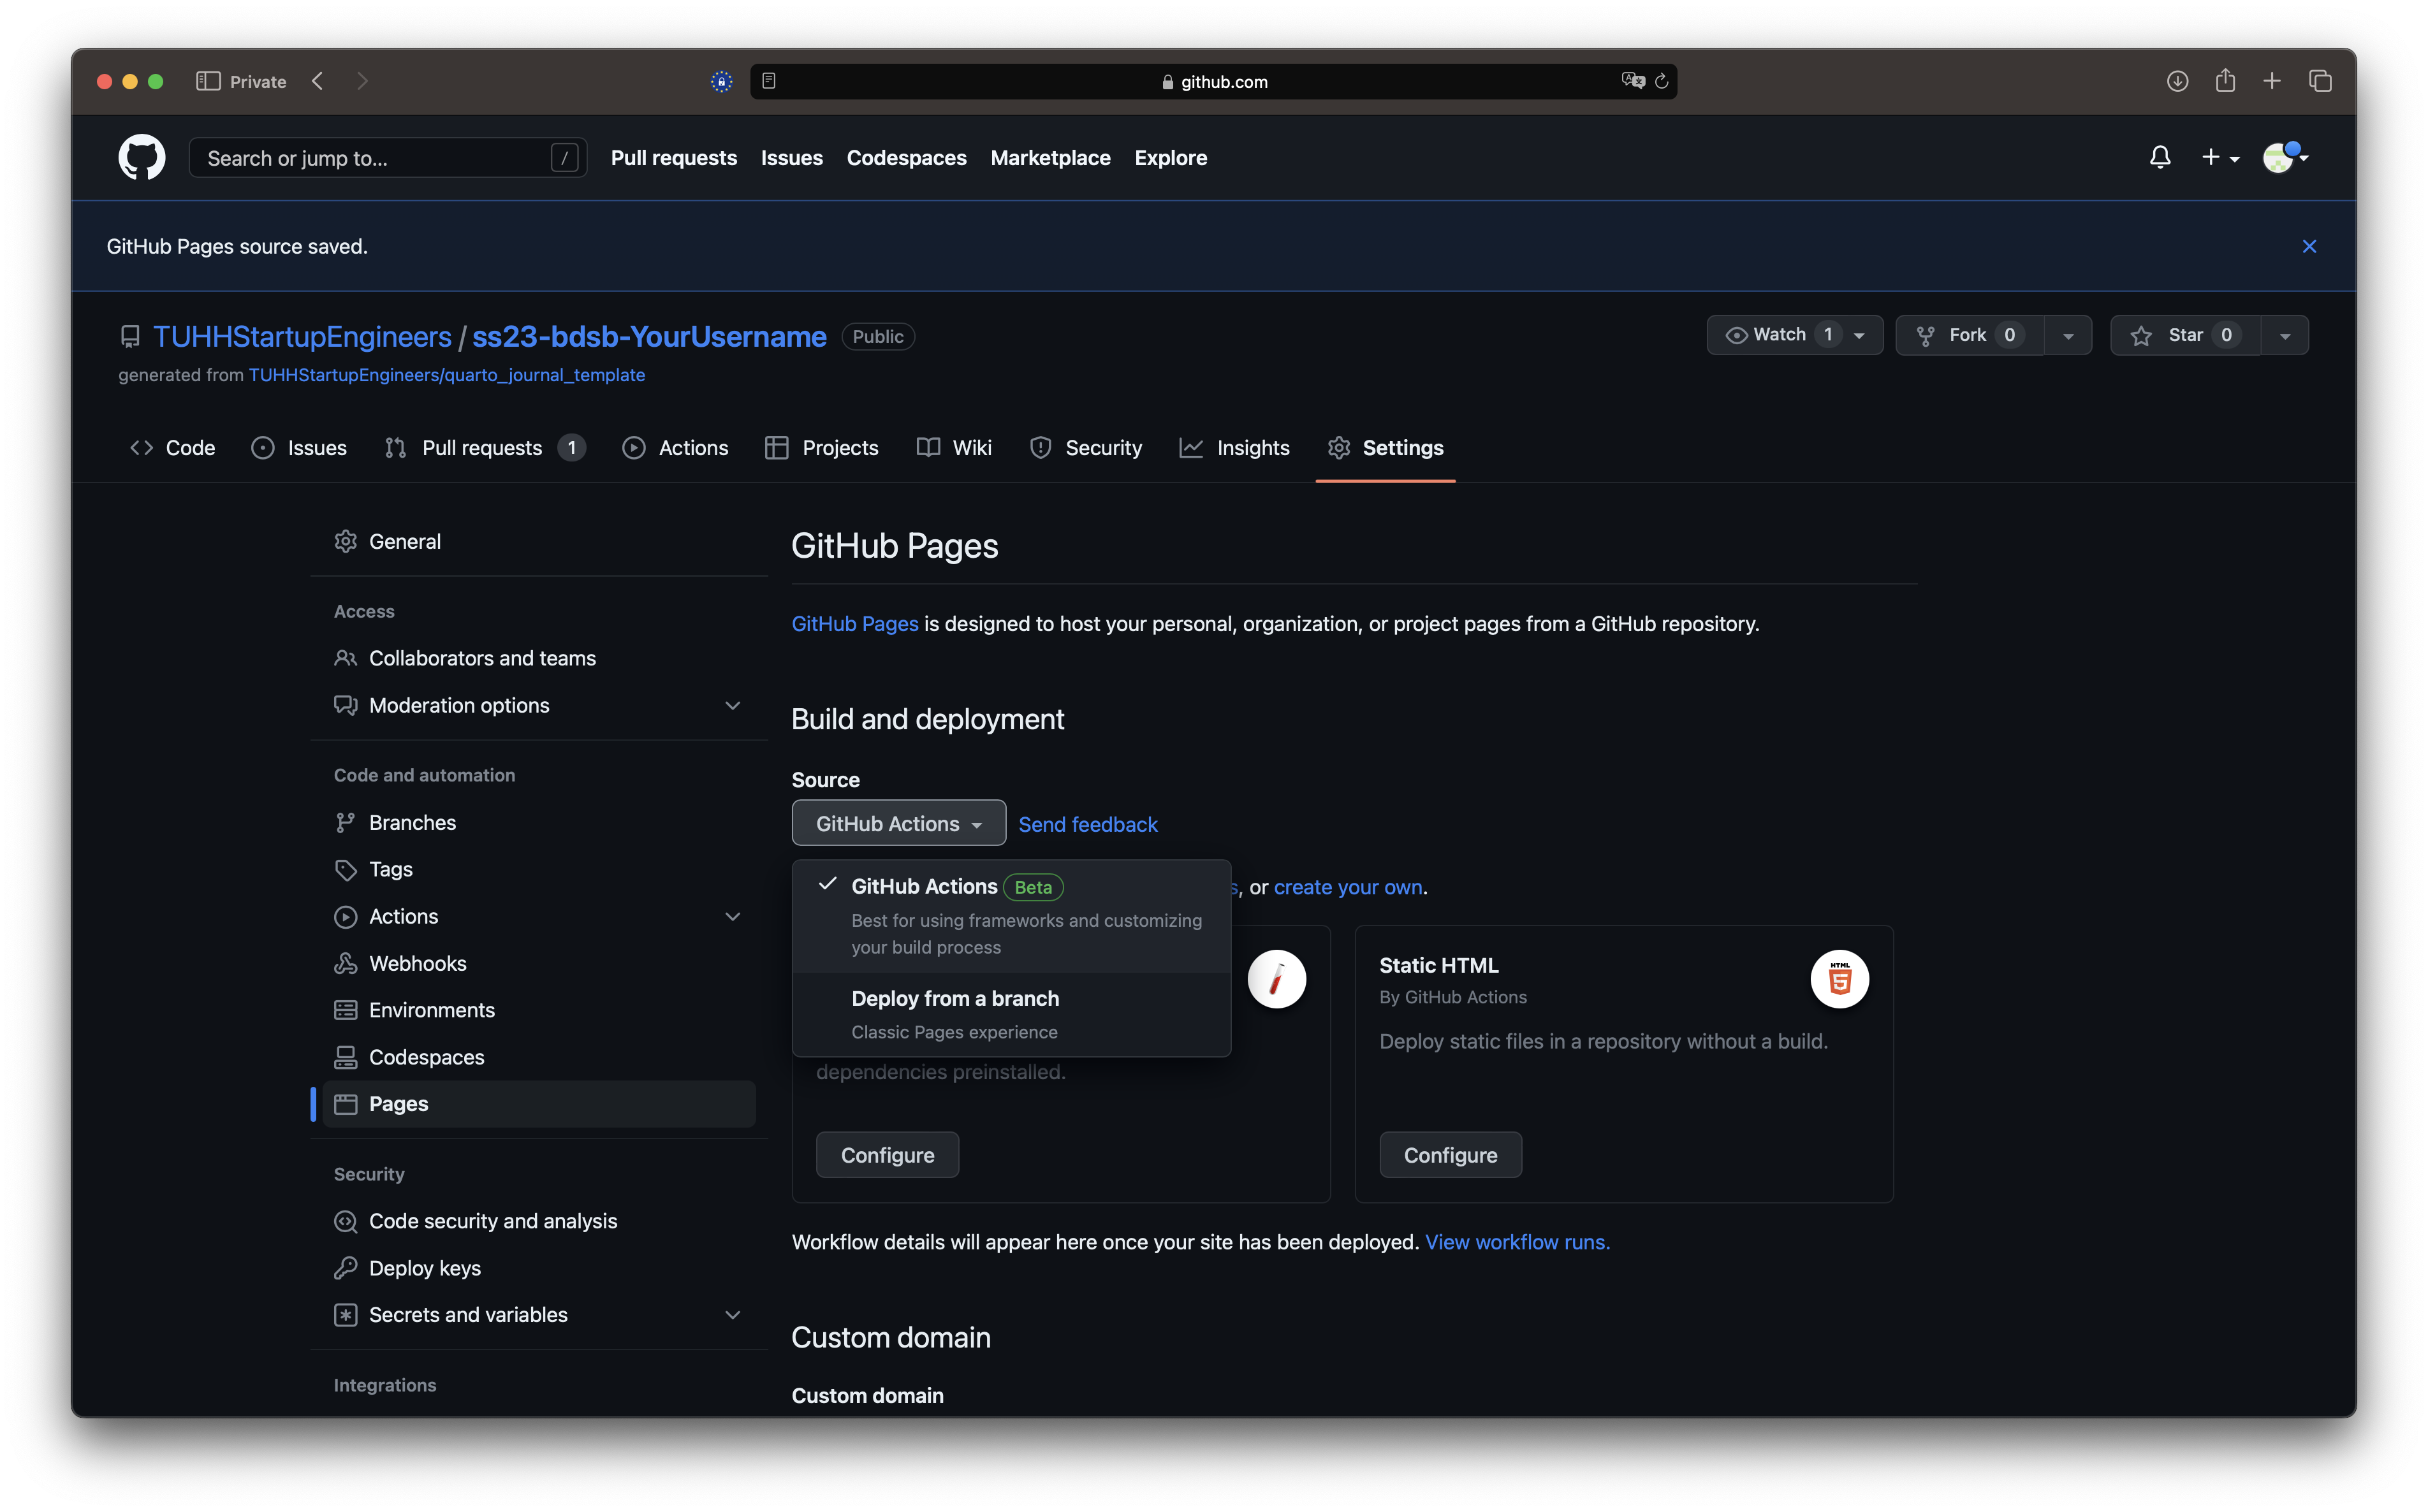 Private
github.com
Search or jump to... /
Pull requests Issues Codespaces Marketplace Explore
GitHub Pages source saved.
TUHHStartupEngineers / ss23-bdsb-YourUsername Public
Watch 1 Fork 0 Star 0
generated from TUHHStartupEngineers/quarto_journal_template
Code Issues Pull requests 1 Actions Projects Wiki Security Insights Settings
General
Access
Collaborators and teams
Moderation options
Code and automation
Branches
Tags
Actions
Webhooks
Environments
Codespaces
Pages
Security
Code security and analysis
Deploy keys
Secrets and variables
Integrations
GitHub Pages
GitHub Pages is designed to host your personal, organization, or project pages from a GitHub repository.
Build and deployment
Source
GitHub Actions Send feedback
GitHub Actions Beta
Best for using frameworks and customizing
your build process
Deploy from a branch
Classic Pages experience
, or create your own.
dependencies preinstalled.
Configure
Static HTML
By GitHub Actions
HTML
5
Deploy static files in a repository without a build.
Configure
Workflow details will appear here once your site has been deployed. View workflow runs.
Custom domain
Custom domain